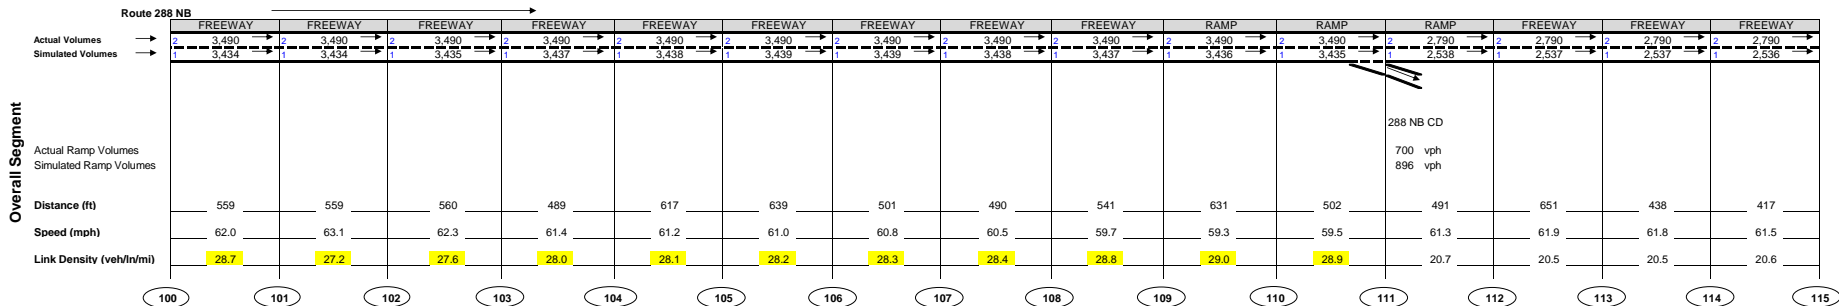 Route 288 NB
FREEWAY FREEWAY FREEWAY FREEWAY FREEWAY FREEWAY FREEWAY FREEWAY FREEWAY RAMP RAMP RAMP FREEWAY FREEWAY FREEWAY
Actual Volumes 2 3,490 2 3,490 2 3,490 2 3,490 2 3,490 2 3,490 2 3,490 2 3,490 2 3,490 2 3,490 2 3,490 2 2,790 2 2,790 2 2,790 2 2,790
Simulated Volumes 1 3,434 1 3,434 1 3,435 1 3,437 1 3,438 1 3,439 1 3,439 1 3,438 1 3,437 1 3,436 1 3,435 1 2,538 1 2,537 1 2,537 1 2,536
Overall Segment
288 NB CD
Actual Ramp Volumes 700 vph
Simulated Ramp Volumes 896 vph
Distance (ft) 559 559 560 489 617 639 501 490 541 631 502 491 651 438 417
Speed (mph) 62.0 63.1 62.3 61.4 61.2 61.0 60.8 60.5 59.7 59.3 59.5 61.3 61.9 61.8 61.5
Link Density (veh/ln/mi) 28.7 27.2 27.6 28.0 28.1 28.2 28.3 28.4 28.8 29.0 28.9 20.7 20.5 20.5 20.6
100 101 102 103 104 105 106 107 108 109 110 111 112 113 114 115